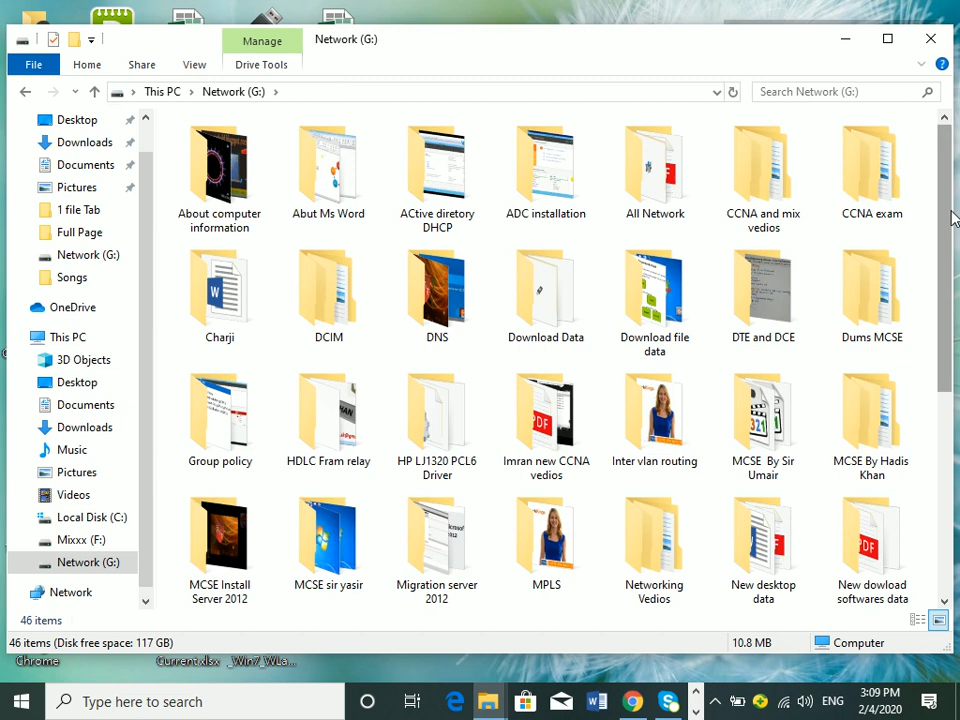 Manage
Network (G:)
File
Home
Share
View
Drive Tools
This PC
Network (G:)
Search Network (G:)
Desktop
Downloads
Documents
Pictures
1 file Tab
Full Page
Network (G:)
Songs
OneDrive
This PC
3D Objects
Desktop
Documents
Downloads
Music
Pictures
Videos
Local Disk (C:)
Mixxx (F:)
Network (G:)
Network
About computer
information
Abut Ms Word
ACtive diretory
DHCP
ADC installation
All Network
CCNA and mix
vedios
CCNA exam
Charji
DCIM
DNS
Download Data
Download file
data
DTE and DCE
Dums MCSE
Group policy
HDLC Fram relay
HP LJ1320 PCL6
Driver
Imran new CCNA
vedios
Inter vlan routing
MCSE By Sir
Umair
MCSE By Hadis
Khan
MCSE Install
Server 2012
MCSE sir yasir
Migration server
2012
MPLS
Networking
Vedios
New desktop
data
New dowload
softwares data
46 items
46 items (Disk free space: 117 GB)
10.8 MB
Computer
Chrome
Current.xlsx
_Win7_WLa...
Type here to search
ENG
3:09 PM
2/4/2020